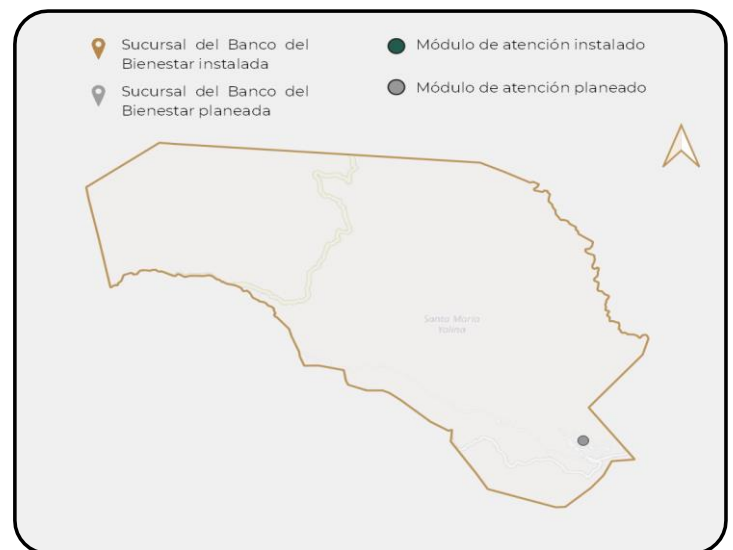 Sucursal del Banco del
Bienestar instalada
Sucursal del Banco del
Bienestar planeada
Módulo de atención instalado
Módulo de atención planeado
Santa María
Yalina